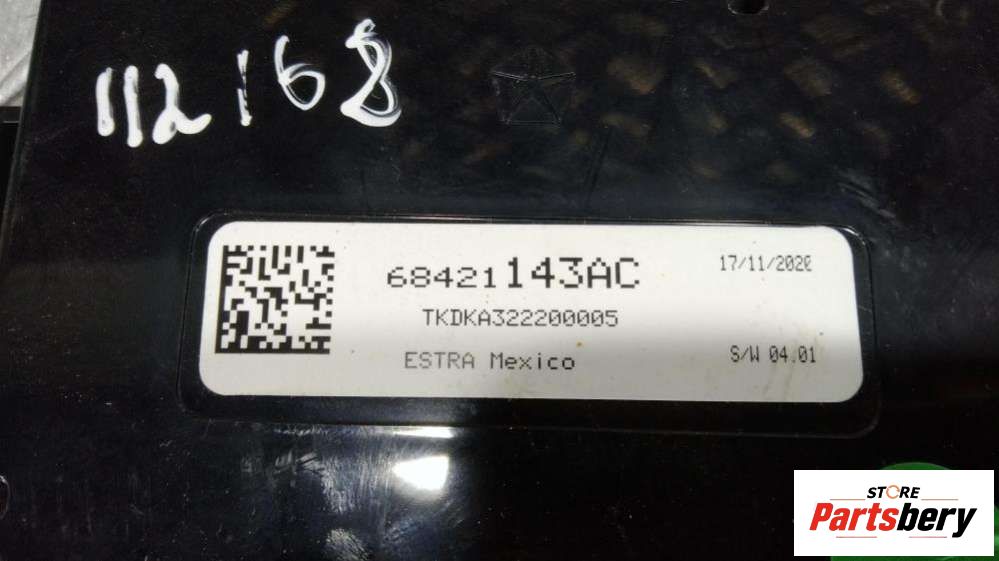 112168
68421143AC
17/11/2020
TKDKA322200005
ESTRA Mexico
S/W 04.01
STORE
Partsbery